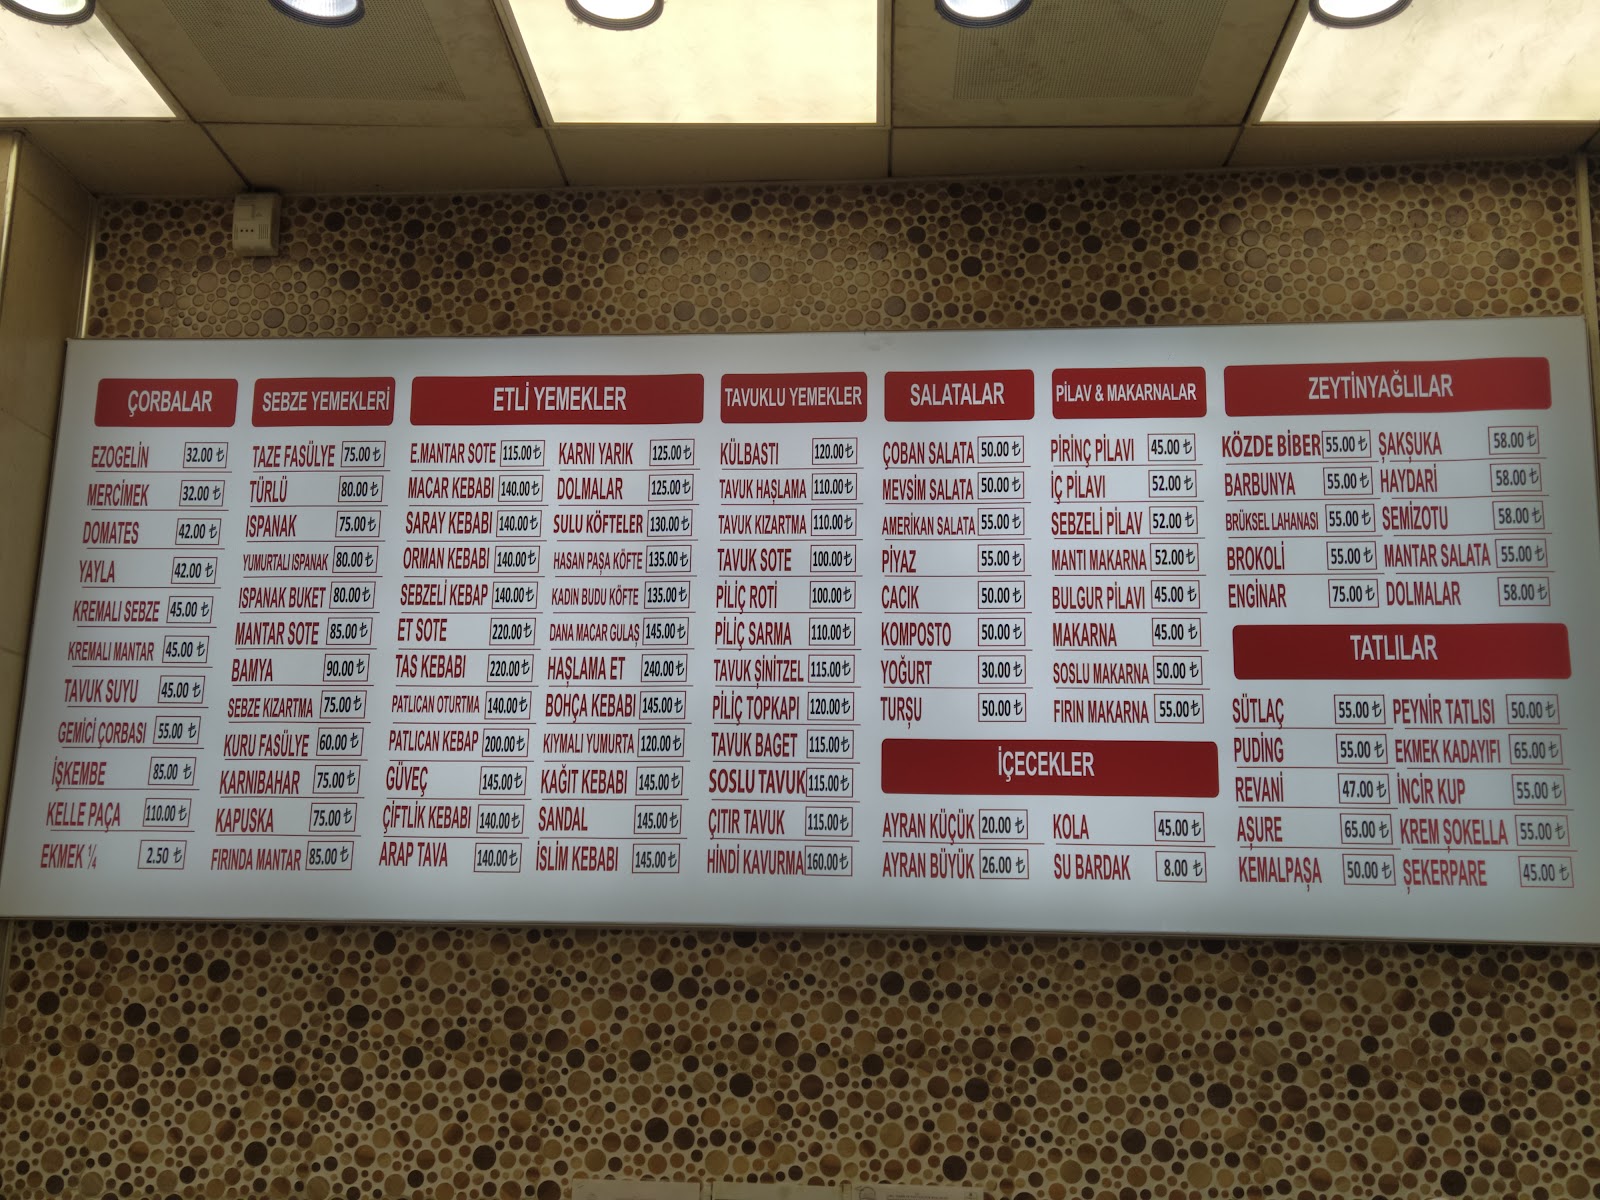 ÇORBALAR
EZOGELİN 32.00 ₺
MERCİMEK 32.00 ₺
DOMATES 42.00 ₺
YAYLA 42.00 ₺
KREMALI SEBZE 45.00 ₺
KREMALI MANTAR 45.00 ₺
TAVUK SUYU 45.00 ₺
GEMİCİ ÇORBASI 55.00 ₺
İŞKEMBE 85.00 ₺
KELLE PAÇA 110.00 ₺
EKMEK ¼ 2.50 ₺
SEBZE YEMEKLERİ
TAZE FASÜLYE 75.00 ₺
TÜRLÜ 80.00 ₺
ISPANAK 75.00 ₺
YUMURTALI ISPANAK 80.00 ₺
ISPANAK BUKET 80.00 ₺
MANTAR SOTE 85.00 ₺
BAMYA 90.00 ₺
SEBZE KIZARTMA 75.00 ₺
KURU FASÜLYE 60.00 ₺
KARNIBAHAR 75.00 ₺
KAPUSKA 75.00 ₺
FIRINDA MANTAR 85.00 ₺
ETLİ YEMEKLER
E.MANTAR SOTE 115.00 ₺
MACAR KEBABI 140.00 ₺
SARAY KEBABI 140.00 ₺
ORMAN KEBABI 140.00 ₺
SEBZELİ KEBAP 140.00 ₺
ET SOTE 220.00 ₺
TAS KEBABI 220.00 ₺
PATLICAN OTURTMA 140.00 ₺
PATLICAN KEBAP 200.00 ₺
GÜVEÇ 145.00 ₺
ÇİFTLİK KEBABI 140.00 ₺
ARAP TAVA 140.00 ₺
KARNI YARIK 125.00 ₺
DOLMALAR 125.00 ₺
SULU KÖFTELER 130.00 ₺
HASAN PAŞA KÖFTE 135.00 ₺
KADIN BUDU KÖFTE 135.00 ₺
DANA MACAR GULAŞ 145.00 ₺
HAŞLAMA ET 240.00 ₺
BOHÇA KEBABI 145.00 ₺
KIYMALI YUMURTA 120.00 ₺
KAĞIT KEBABI 145.00 ₺
SANDAL 145.00 ₺
İSLİM KEBABI 145.00 ₺
TAVUKLU YEMEKLER
KÜLBASTI 120.00 ₺
TAVUK HAŞLAMA 110.00 ₺
TAVUK KIZARTMA 110.00 ₺
TAVUK SOTE 100.00 ₺
PİLİÇ ROTİ 100.00 ₺
PİLİÇ SARMA 110.00 ₺
TAVUK ŞİNİTZEL 115.00 ₺
PİLİÇ TOPKAPI 120.00 ₺
TAVUK BAGET 115.00 ₺
SOSLU TAVUK 115.00 ₺
ÇITIR TAVUK 115.00 ₺
HİNDİ KAVURMA 160.00 ₺
SALATALAR
ÇOBAN SALATA 50.00 ₺
MEVSİM SALATA 50.00 ₺
AMERİKAN SALATA 55.00 ₺
PİYAZ 55.00 ₺
CACIK 50.00 ₺
KOMPOSTO 50.00 ₺
YOĞURT 30.00 ₺
TURŞU 50.00 ₺
PİLAV & MAKARNALAR
PİRİNÇ PİLAVI 45.00 ₺
İÇ PİLAVI 52.00 ₺
SEBZELİ PİLAV 52.00 ₺
MANTI MAKARNA 52.00 ₺
BULGUR PİLAVI 45.00 ₺
MAKARNA 45.00 ₺
SOSLU MAKARNA 50.00 ₺
FIRIN MAKARNA 55.00 ₺
İÇECEKLER
AYRAN KÜÇÜK 20.00 ₺
AYRAN BÜYÜK 26.00 ₺
KOLA 45.00 ₺
SU BARDAK 8.00 ₺
ZEYTİNYAĞLILAR
KÖZDE BİBER 55.00 ₺
BARBUNYA 55.00 ₺
BRÜKSEL LAHANASI 55.00 ₺
BROKOLİ 55.00 ₺
ENGİNAR 75.00 ₺
ŞAKŞUKA 58.00 ₺
HAYDARİ 58.00 ₺
SEMİZOTU 58.00 ₺
MANTAR SALATA 55.00 ₺
DOLMALAR 58.00 ₺
TATLILAR
SÜTLAÇ 55.00 ₺
PUDİNG 55.00 ₺
REVANİ 47.00 ₺
AŞURE 65.00 ₺
KEMALPAŞA 50.00 ₺
PEYNİR TATLISI 50.00 ₺
EKMEK KADAYIFI 65.00 ₺
İNCİR KUP 55.00 ₺
KREM ŞOKELLA 55.00 ₺
ŞEKERPARE 45.00 ₺